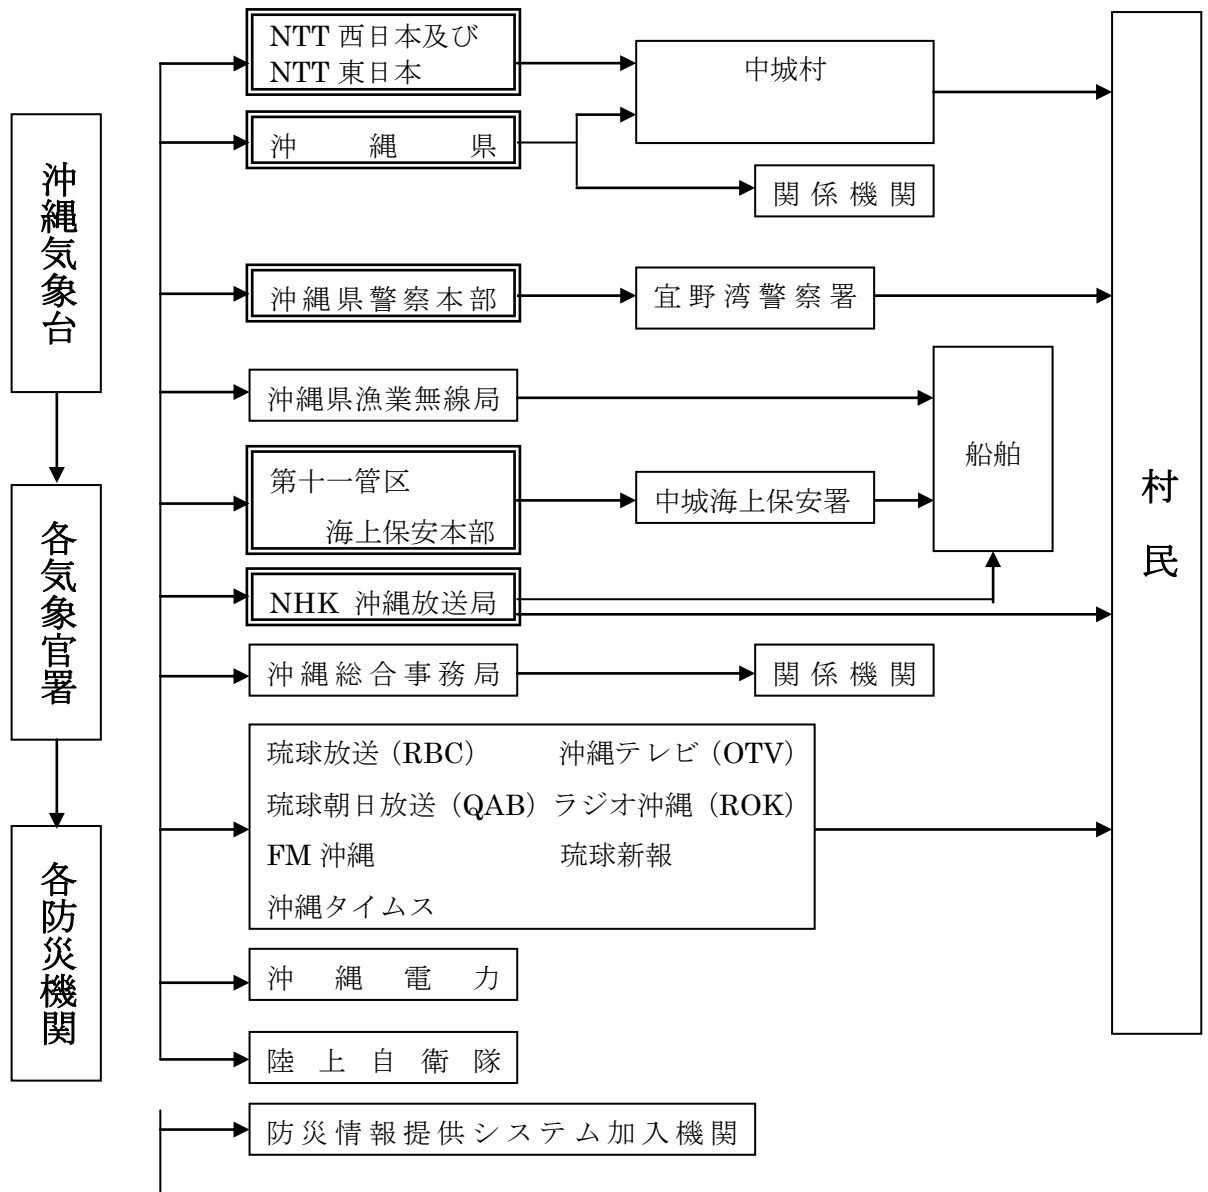 沖縄気象台
各気象官署
各防災機関
NTT 西日本及び
NTT 東日本
中城村
沖縄県
関係機関
沖縄県警察本部
宜野湾警察署
沖縄県漁業無線局
船舶
第十一管区
海上保安本部
中城海上保安署
NHK 沖縄放送局
沖縄総合事務局
関係機関
琉球放送（RBC） 沖縄テレビ（OTV）
琉球朝日放送（QAB） ラジオ沖縄（ROK）
FM 沖縄 琉球新報
沖縄タイムス
沖縄電力
陸上自衛隊
防災情報提供システム加入機関
村民